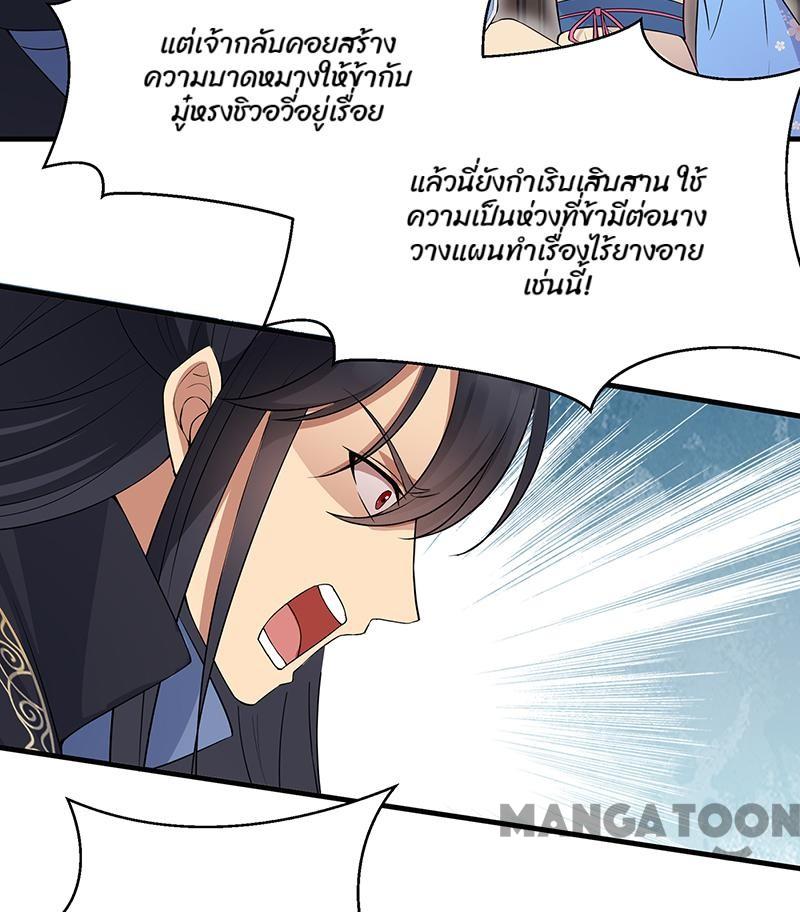 แต่เจ้ากลับคอยสร้าง
ความบาดหมางให้ข้ากับ
มู่หรงชิวอวี่อยู่เรื่อย
แล้วนี่ยังกำเริบเสิบสาน ใช้
ความเป็นห่วงที่ข้ามีต่อนาง
วางแผนทำเรื่องไร้ยางอาย
เช่นนี้!
MANGATOON